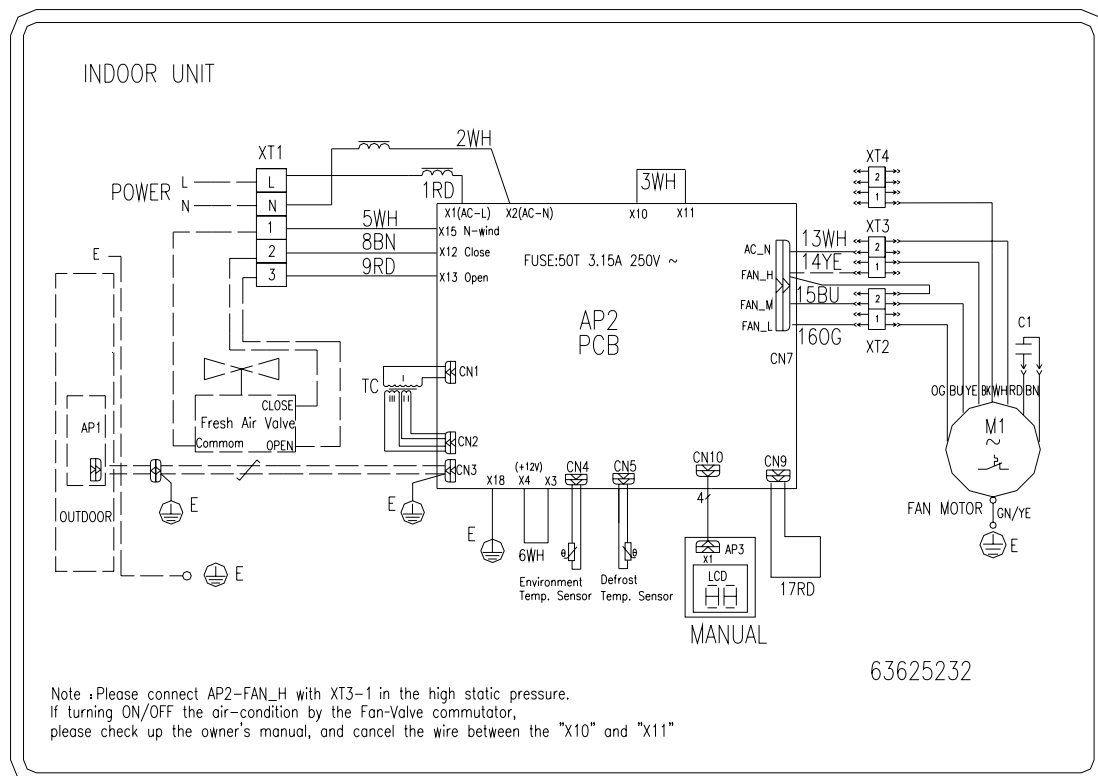 INDOOR UNIT
2WH
XT1
XT4
POWER
L
L
1RD
3WH
2
N
N
1
X1(AC-L)
X2(AC-N)
X10
X11
1
5WH
X15 N-wind
13WH
XT3
8BN
AC_N
2
E
2
X12 Close
FUSE:50T 3.15A 250V ~
14YE
1
9RD
FAN_H
3
X13 Open
15BU
2
FAN_M
AP2
PCB
1
C1
FAN_L
16OG
XT2
CN7
TC
I
II
III
CN1
OG
BU
YE
BK
WH
RD
BN
CLOSE
AP1
Fresh Air Valve
M1
~
Commom
OPEN
CN2
CN3
(+12V)
CN4
CN5
CN10
CN9
X18
X4
X3
E
E
4
FAN MOTOR
GN/YE
OUTDOOR
E
AP3
E
6WH
θ
θ
X1
E
LCD
17RD
Environment
Temp. Sensor
Defrost
Temp. Sensor
88
MANUAL
63625232
Note :Please connect AP2-FAN_H with XT3-1 in the high static pressure.
If turning ON/OFF the air-condition by the Fan-Valve commutator,
please check up the owner's manual, and cancel the wire between the "X10" and "X11"